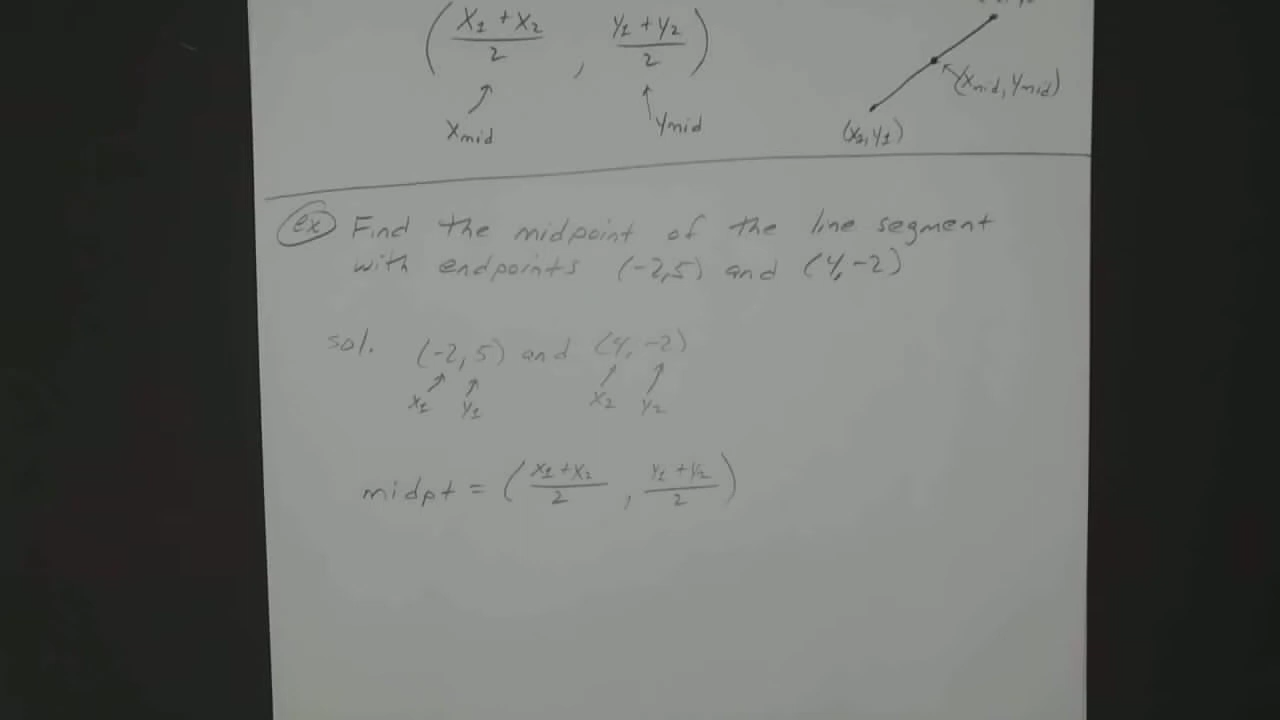 (x1 + x2 / 2 , y1 + y2 / 2)
xmid ymid
(xmid, ymid)
(x1, y1)
ex Find the midpoint of the line segment
with endpoints (-2,5) and (4,-2)
sol. (-2, 5) and (4, -2)
x1 y1 x2 y2
midpt = (x1 + x2 / 2 , y1 + y2 / 2)